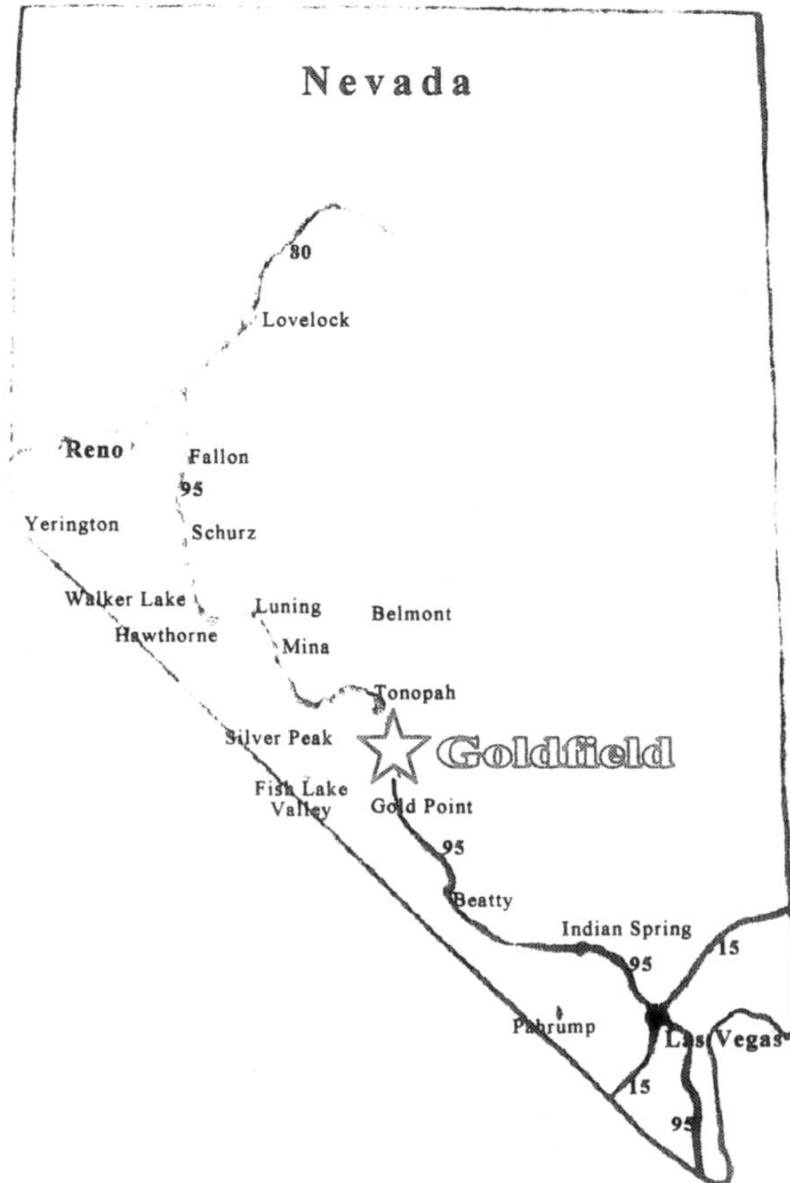 Nevada
80
Lovelock
Reno
Fallon
95
Yerington
Schurz
Walker Lake
Luning
Belmont
Hawthorne
Mina
Tonopah
Silver Peak
Goldfield
Fish Lake
Valley
Gold Point
95
Beatty
Indian Spring
15
95
Pahrump
Las Vegas
15
95